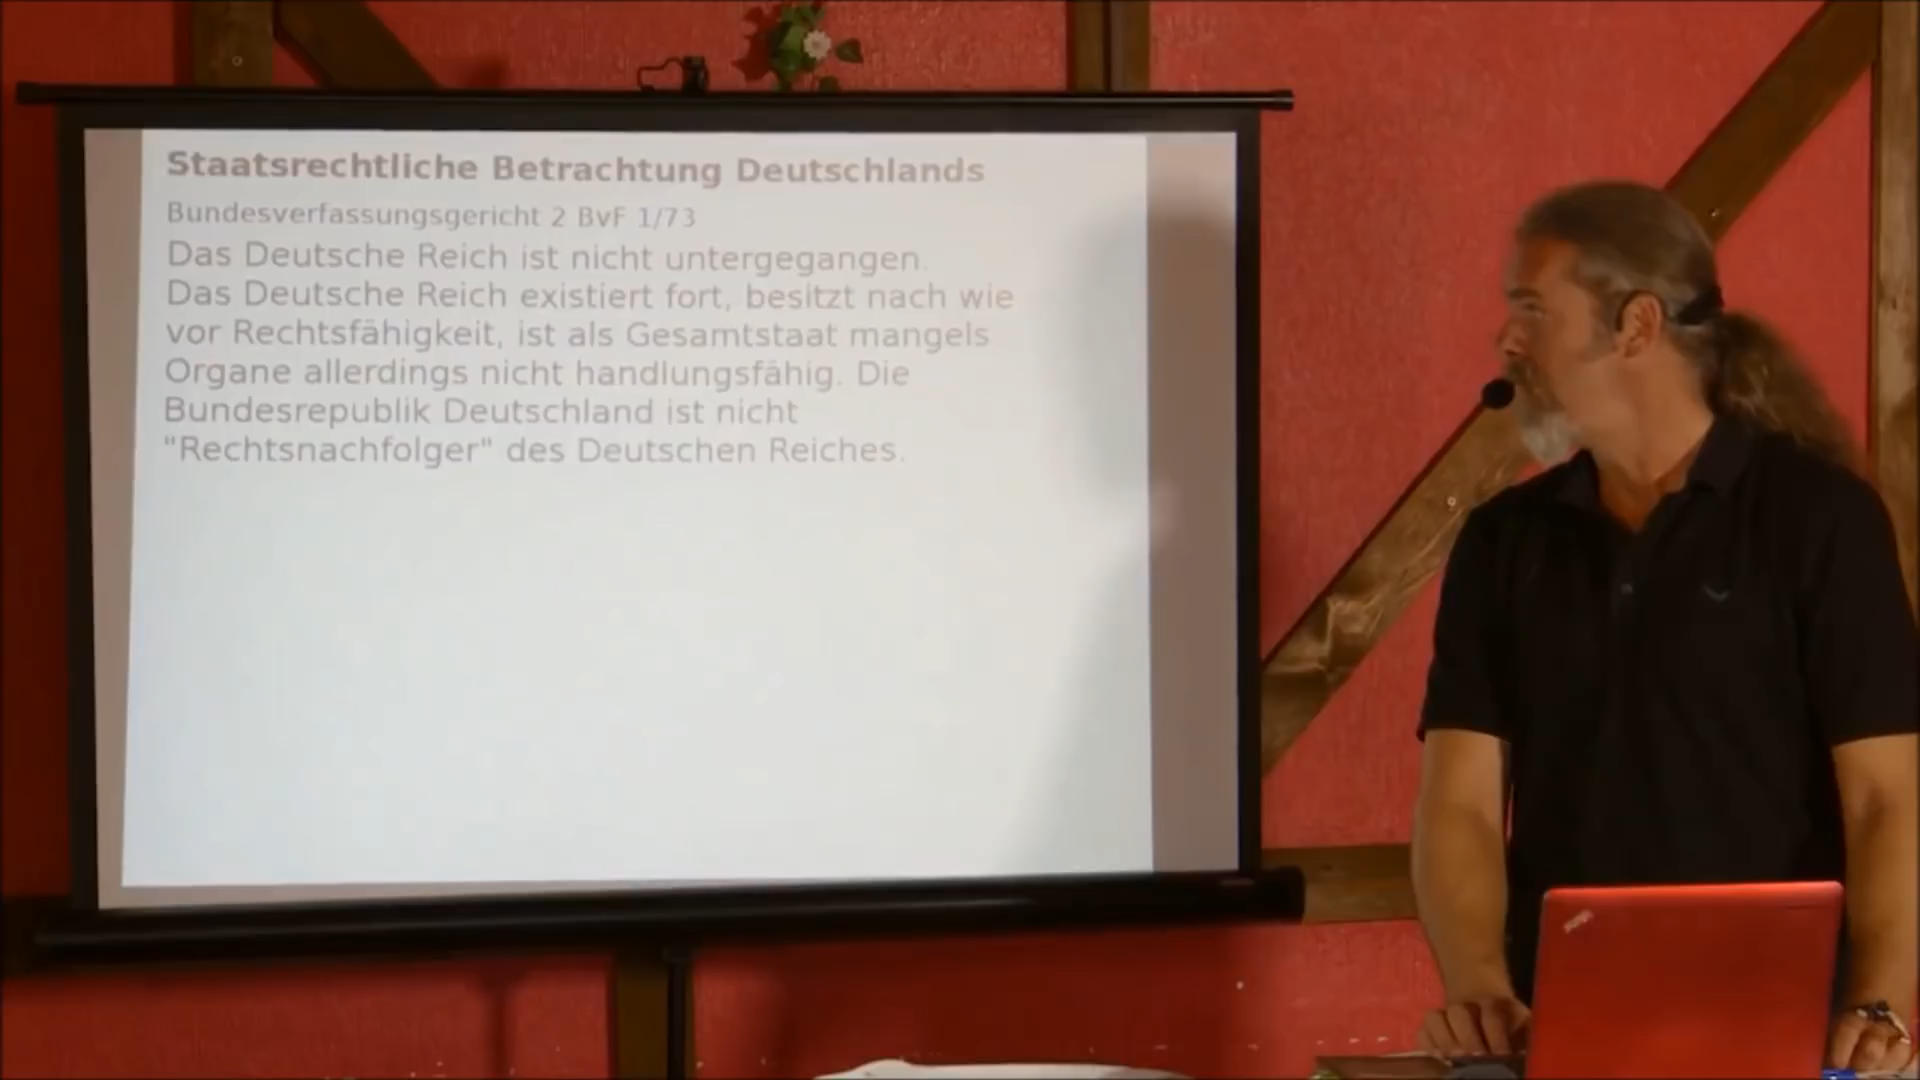 Staatsrechtliche Betrachtung Deutschlands
Bundesverfassungsgericht 2 BvF 1/73
Das Deutsche Reich ist nicht untergegangen.
Das Deutsche Reich existiert fort, besitzt nach wie
vor Rechtsfähigkeit, ist als Gesamtstaat mangels
Organe allerdings nicht handlungsfähig. Die
Bundesrepublik Deutschland ist nicht
"Rechtsnachfolger" des Deutschen Reiches.